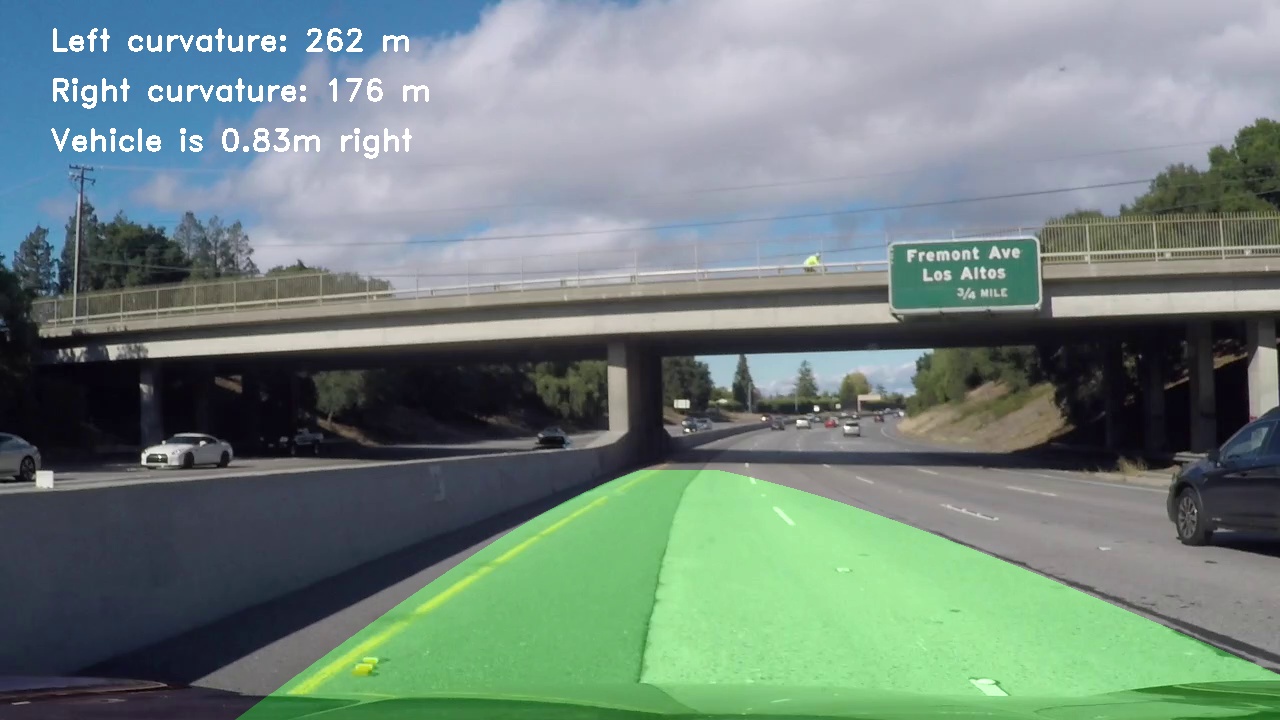 Left curvature: 262 m
Right curvature: 176 m
Vehicle is 0.83m right
Fremont Ave
Los Altos
3/4 MILE